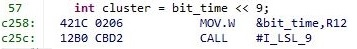 57 int cluster = bit_time << 9;
c258: 421C 0206 MOV.W &bit_time,R12
c25c: 12B0 CBD2 CALL #I_LSL_9